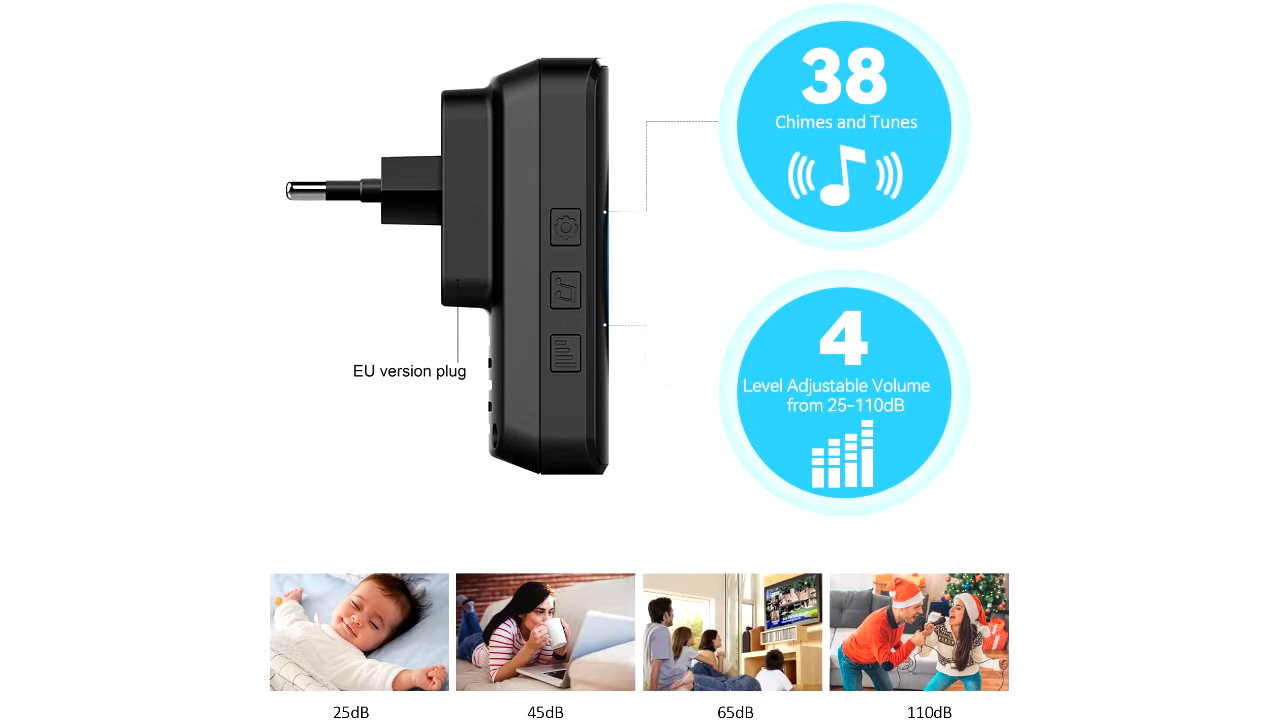 38
Chimes and Tunes
4
Level Adjustable Volume
from 25-110dB
EU version plug
25dB
45dB
65dB
110dB